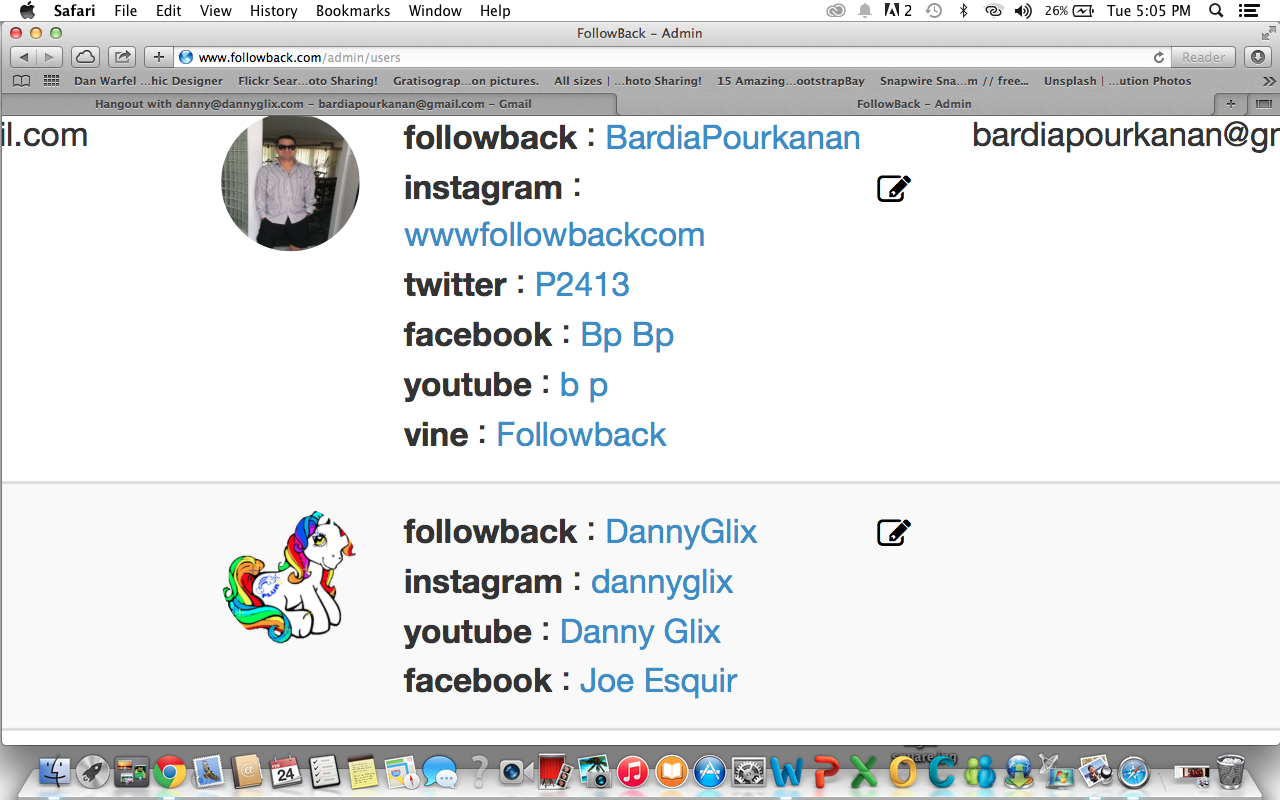 Safari File Edit View History Bookmarks Window Help 2 26% Tue 5:05 PM
FollowBack – Admin
www.followback.com/admin/users Reader
Dan Warfel ...hic Designer Flickr Sear...oto Sharing! Gratisograp...on pictures. All sizes | ...hoto Sharing! 15 Amazing...ootstrapBay Snapwire Sna...m // free... Unsplash | ...ution Photos
Hangout with danny@dannyglix.com – bardiapourkanan@gmail.com – Gmail FollowBack – Admin
il.com followback : BardiaPourkanan bardiapourkanan@gr
instagram :
wwwfollowbackcom
twitter : P2413
facebook : Bp Bp
youtube : b p
vine : Followback
followback : DannyGlix
instagram : dannyglix
youtube : Danny Glix
facebook : Joe Esquir
FEB
24